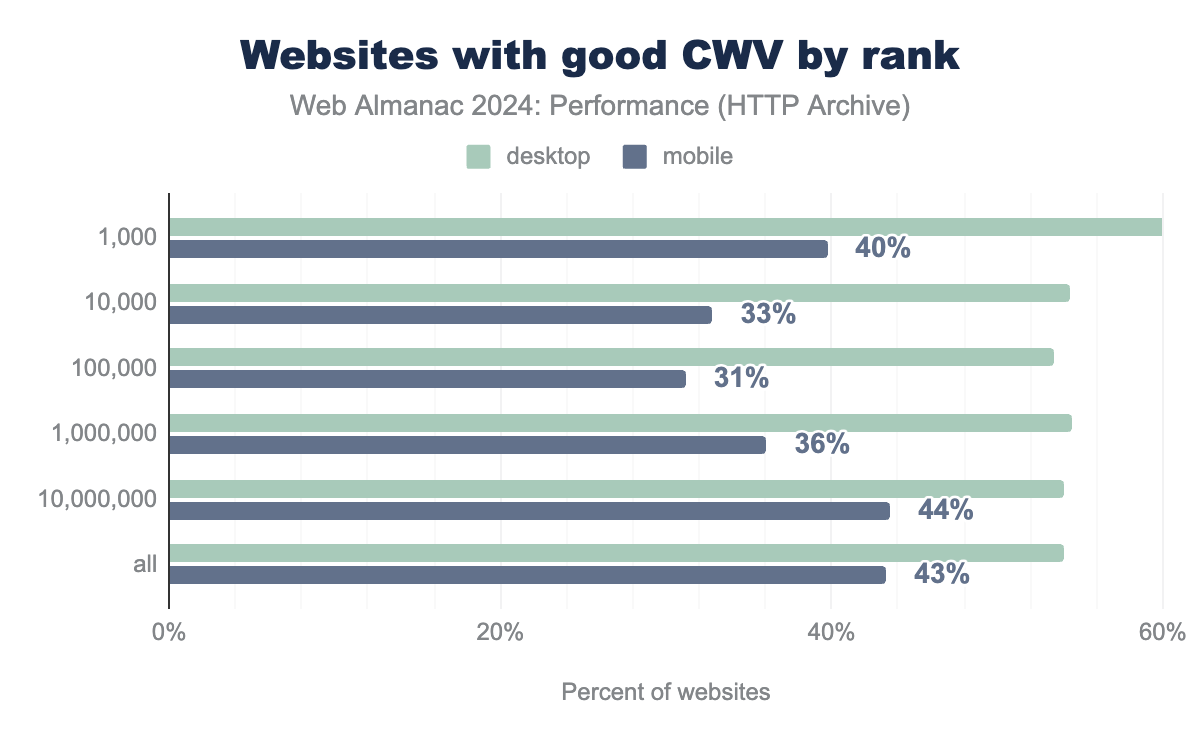 Websites with good CWV by rank
Web Almanac 2024: Performance (HTTP Archive)
desktop mobile
1,000
40%
10,000
33%
100,000
31%
1,000,000
36%
10,000,000
44%
all
43%
0% 20% 40% 60%
Percent of websites